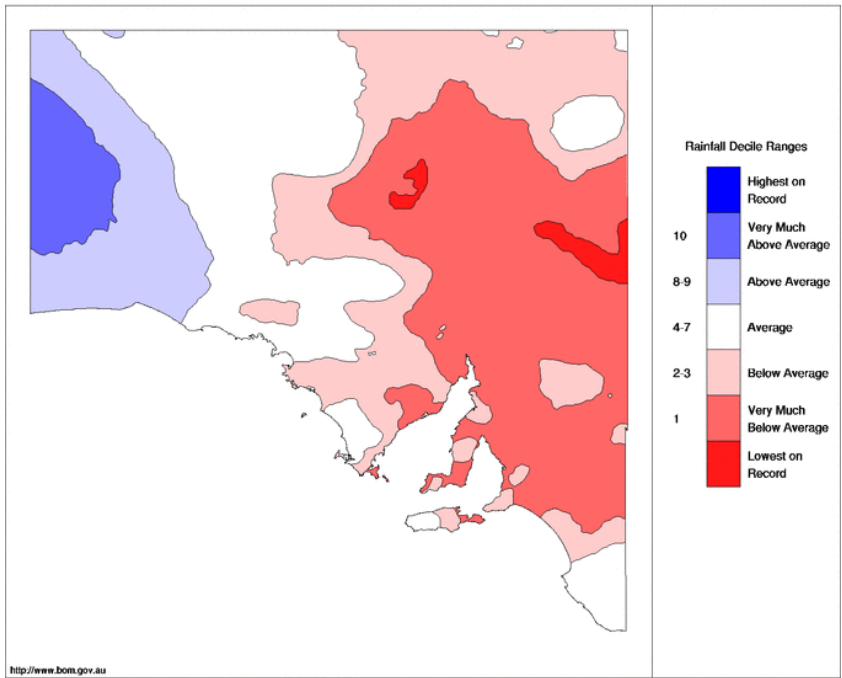 Rainfall Decile Ranges
Highest on
Record
10
Very Much
Above Average
8-9
Above Average
4-7
Average
2-3
Below Average
1
Very Much
Below Average
Lowest on
Record
http://www.bom.gov.au